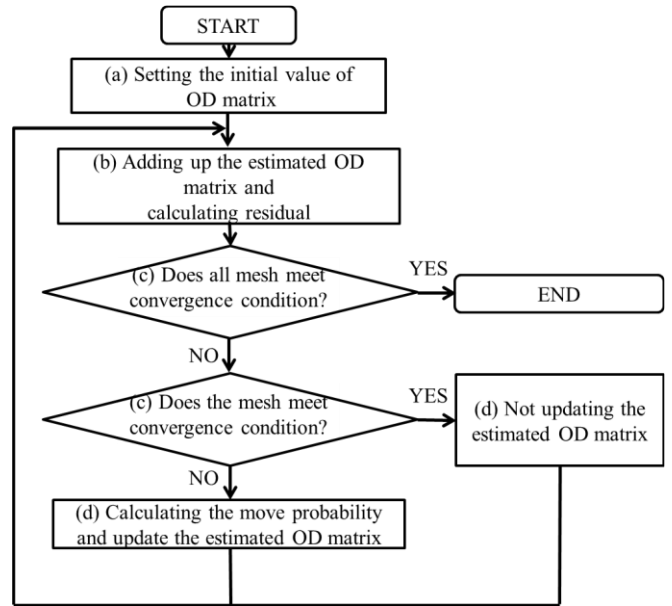 START
(a) Setting the initial value of
OD matrix
(b) Adding up the estimated OD
matrix and
calculating residual
(c) Does all mesh meet
convergence condition?
YES
END
NO
(c) Does the mesh meet
convergence condition?
YES
(d) Not updating the
estimated OD matrix
NO
(d) Calculating the move probability
and update the estimated OD matrix